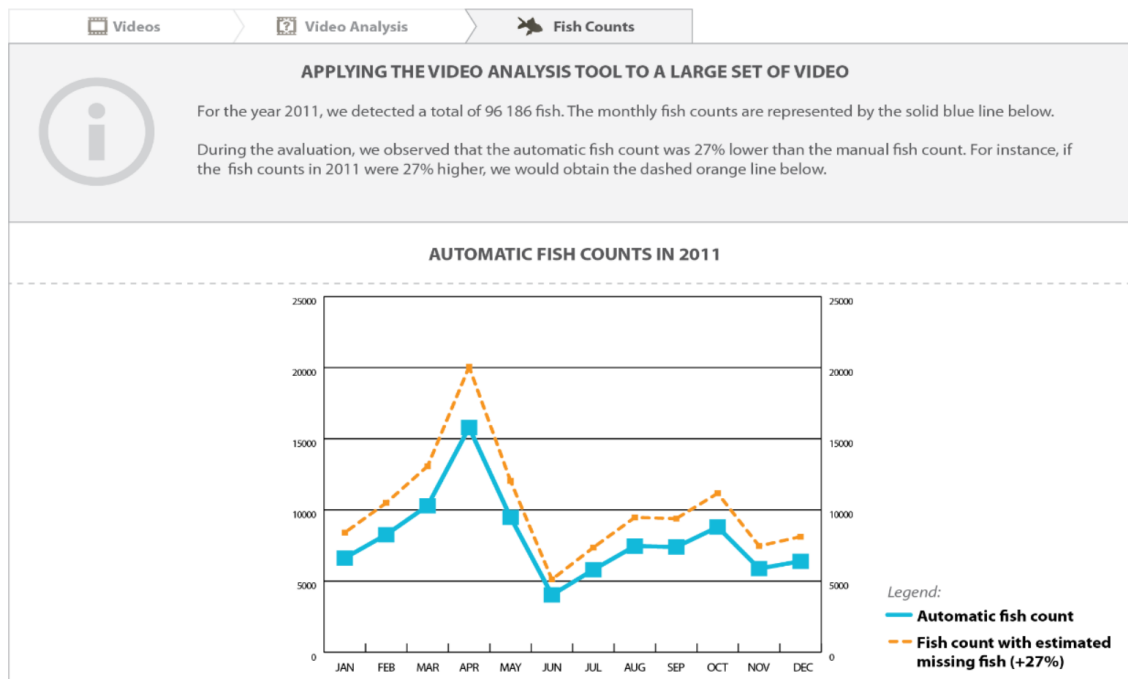 Videos
Video Analysis
Fish Counts
APPLYING THE VIDEO ANALYSIS TOOL TO A LARGE SET OF VIDEO
For the year 2011, we detected a total of 96 186 fish. The monthly fish counts are represented by the solid blue line below.
During the avaluation, we observed that the automatic fish count was 27% lower than the manual fish count. For instance, if
the fish counts in 2011 were 27% higher, we would obtain the dashed orange line below.
AUTOMATIC FISH COUNTS IN 2011
25000 25000
20000 20000
15000 15000
10000 10000
5000 5000
0 0
JAN FEB MAR APR MAY JUN JUL AUG SEP OCT NOV DEC
Legend:
Automatic fish count
Fish count with estimated
missing fish (+27%)